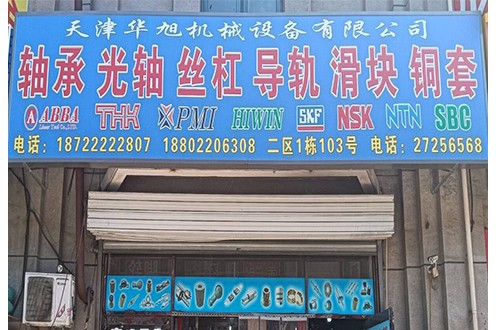 天津华旭机械设备有限公司
轴承 光轴 丝杠 导轨 滑块 铜套
ABBA THK PMI HIWIN SKF NSK NTN SBC
电话：18722222807 18802206308 二区1栋103号 电话：27256568